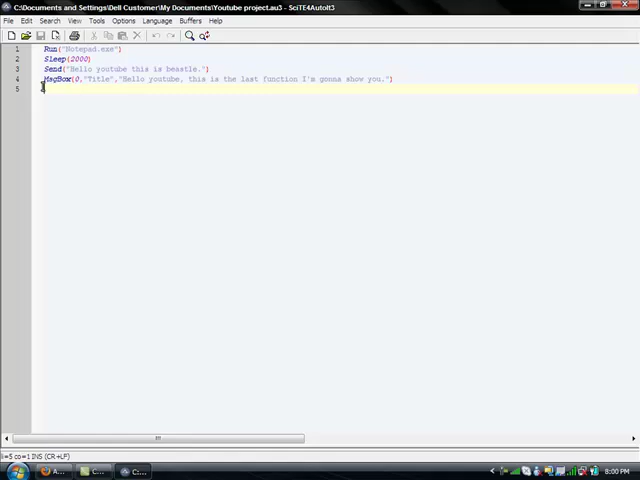 C:\Documents and Settings\Dell Customer\My Documents\Youtube project.au3 - SciTE4AutoIt3
File Edit Search View Tools Options Language Buffers Help
1 Run("Notepad.exe")
2 Sleep(2000)
3 Send("Hello youtube this is beastle.")
4 MsgBox(0,"Title","Hello youtube, this is the last function I'm gonna show you.")
5
li=5 co=1 INS (CR+LF)
A... C... C:\... 8:00 PM